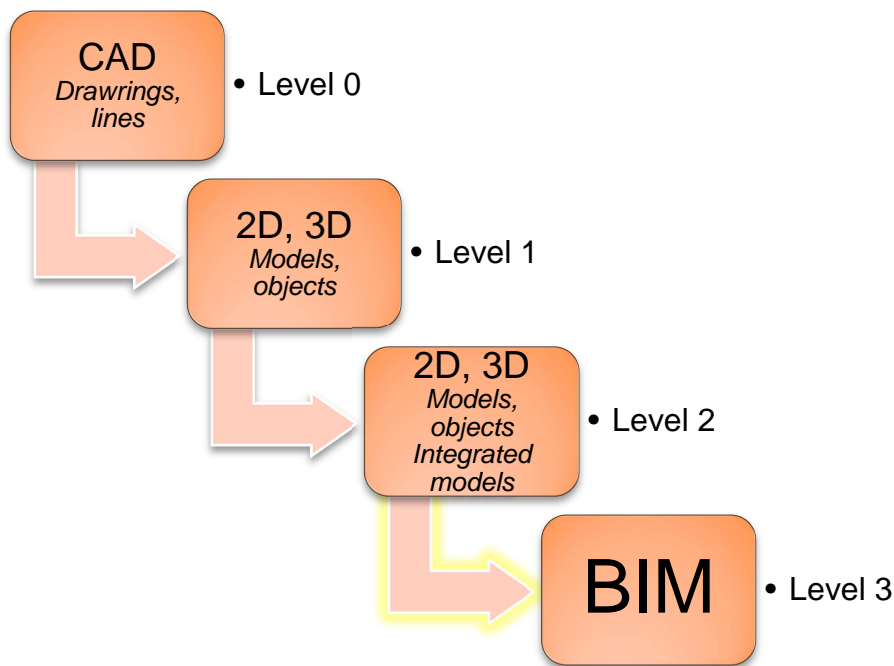 CAD
Drawrings,
lines
• Level 0
2D, 3D
Models,
objects
• Level 1
2D, 3D
Models,
objects
Integrated
models
• Level 2
BIM
• Level 3